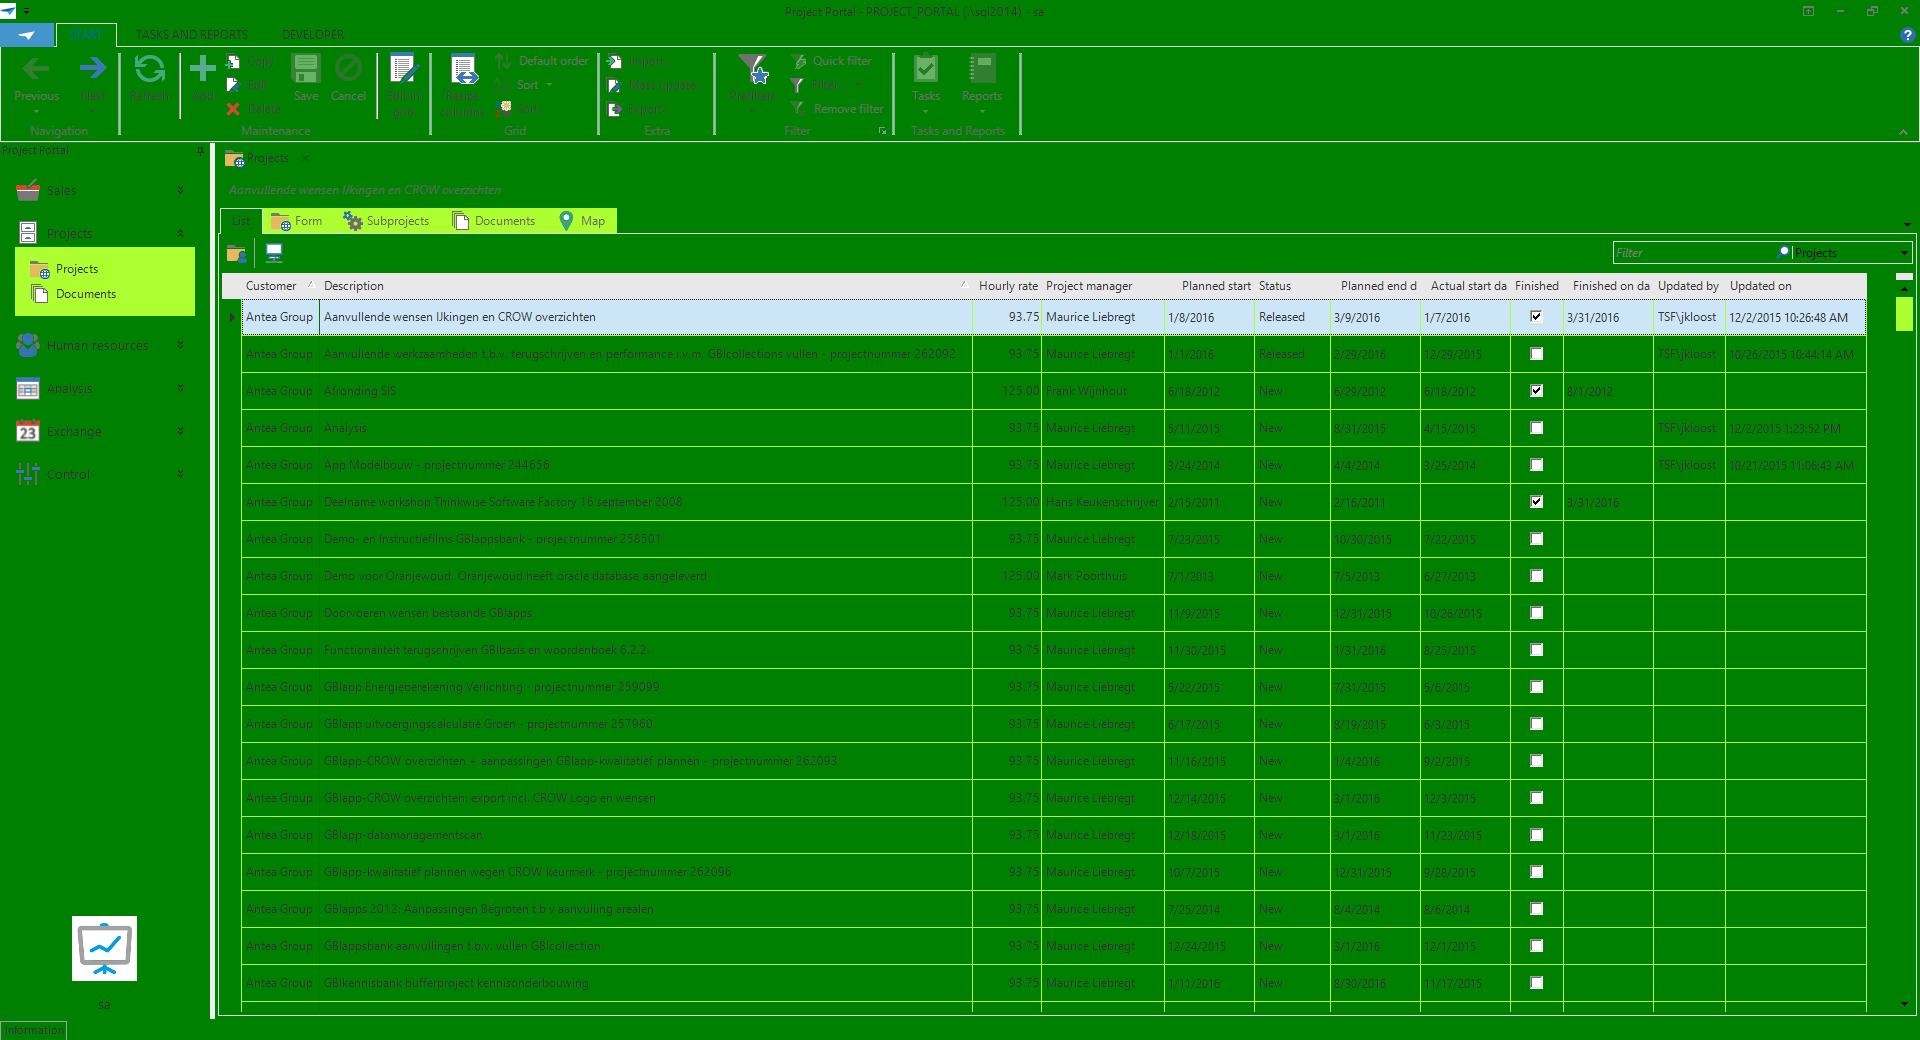 Project Portal - PROJECT_PORTAL (.\sql2014) - sa
START TASKS AND REPORTS DEVELOPER
Previous Next Refresh Add Copy Edit Delete Save Cancel Edit in grid Resize columns Default order Sort Sort... Import... Mass update... Export... Prefilters Quick filter Filter... Remove filter Tasks Reports
Navigation Maintenance Grid Extra Filter Tasks and Reports
Project Portal
Sales
Projects
Projects
Documents
Human resources
Analysis
23 Exchange
Control
sa
Information
Projects
Aanvullende wensen IJkingen en CROW overzichten
List Form Subprojects Documents Map
Filter Projects
Customer Description Hourly rate Project manager Planned start Status Planned end d Actual start da Finished Finished on da Updated by Updated on
Antea Group Aanvullende wensen IJkingen en CROW overzichten 93.75 Maurice Liebregt 1/8/2016 Released 3/9/2016 1/7/2016 3/31/2016 TSF\jkloost 12/2/2015 10:26:48 AM
Antea Group Aanvullende werkzaamheden t.b.v. terugschrijven en performance i.v.m. GBIcollections vullen - projectnummer 262092 93.75 Maurice Liebregt 1/1/2016 Released 2/29/2016 12/29/2015 TSF\jkloost 10/26/2015 10:44:14 AM
Antea Group Afronding SIS 125.00 Frank Wijnhout 6/18/2012 New 6/29/2012 6/18/2012 8/1/2012
Antea Group Analysis 93.75 Maurice Liebregt 5/11/2015 New 8/31/2015 4/15/2015 TSF\jkloost 12/2/2015 1:23:52 PM
Antea Group App Modelbouw - projectnummer 244656 93.75 Maurice Liebregt 3/24/2014 New 4/4/2014 3/25/2014 TSF\jkloost 10/21/2015 11:06:43 AM
Antea Group Deelname workshop Thinkwise Software Factory 16 september 2008 125.00 Hans Keukenschrijver 2/15/2011 New 2/16/2011 3/31/2016
Antea Group Demo- en Instructiefilms GBIappsbank - projectnummer 258501 93.75 Maurice Liebregt 7/23/2015 New 10/30/2015 7/22/2015
Antea Group Demo voor Oranjewoud. Oranjewoud heeft oracle database aangeleverd 125.00 Mark Poorthuis 7/1/2013 New 7/5/2013 6/27/2013
Antea Group Doorvoeren wensen bestaande GBIapps 93.75 Maurice Liebregt 11/9/2015 New 12/31/2015 10/26/2015
Antea Group Functionaliteit terugschrijven GBIbasis en woordenboek 6.2.2. 93.75 Maurice Liebregt 11/30/2015 New 1/31/2016 8/25/2015
Antea Group GBIapp Energieberekening Verlichting - projectnummer 259099 93.75 Maurice Liebregt 5/22/2015 New 7/31/2015 5/6/2015
Antea Group GBIapp uitvoergingscalculatie Groen - projectnummer 257960 93.75 Maurice Liebregt 6/17/2015 New 8/19/2015 6/3/2015
Antea Group GBIapp-CROW overzichten + aanpassingen GBIapp-kwalitatief plannen - projectnummer 262093 93.75 Maurice Liebregt 11/16/2015 New 1/4/2016 9/2/2015
Antea Group GBIapp-CROW overzichten: export incl. CROW Logo en wensen 93.75 Maurice Liebregt 12/14/2015 New 3/1/2016 12/3/2015
Antea Group GBIapp-datamanagementscan 93.75 Maurice Liebregt 12/18/2015 New 3/1/2016 11/23/2015
Antea Group GBIapp-kwalitatief plannen wegen CROW keurmerk - projectnummer 262096 93.75 Maurice Liebregt 10/7/2015 New 12/31/2015 9/28/2015
Antea Group GBIapps 2012: Aanpassingen Begroten t b v aanvulling arealen 93.75 Maurice Liebregt 7/25/2014 New 8/4/2014 8/6/2014
Antea Group GBIappsbank aanvullingen t.b.v. vullen GBIcollection 93.75 Maurice Liebregt 12/24/2015 New 3/1/2016 12/1/2015
Antea Group GBIkennisbank bufferproject kennisonderbouwing 93.75 Maurice Liebregt 1/11/2016 New 8/30/2016 11/17/2015